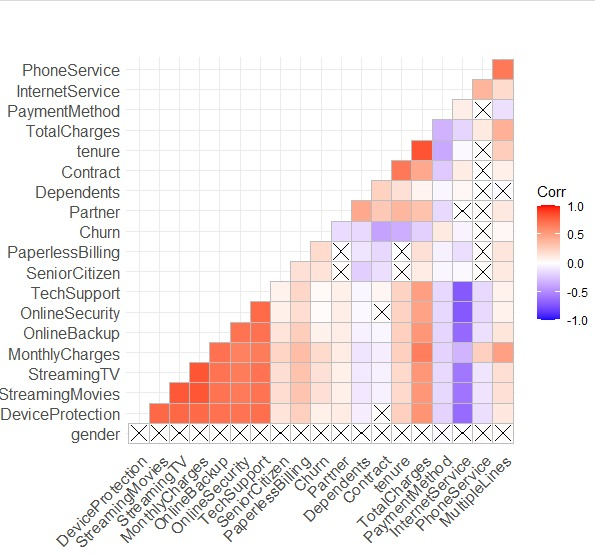 PhoneService
InternetService
PaymentMethod
TotalCharges
tenure
Contract
Dependents
Partner
Churn
PaperlessBilling
SeniorCitizen
TechSupport
OnlineSecurity
OnlineBackup
MonthlyCharges
StreamingTV
StreamingMovies
DeviceProtection
gender
Corr
1.0
0.5
0.0
-0.5
-1.0
DeviceProtection
StreamingMovies
StreamingTV
MonthlyCharges
OnlineBackup
OnlineSecurity
TechSupport
SeniorCitizen
PaperlessBilling
Churn
Partner
Dependents
Contract
tenure
TotalCharges
PaymentMethod
InternetService
PhoneService
MultipleLines